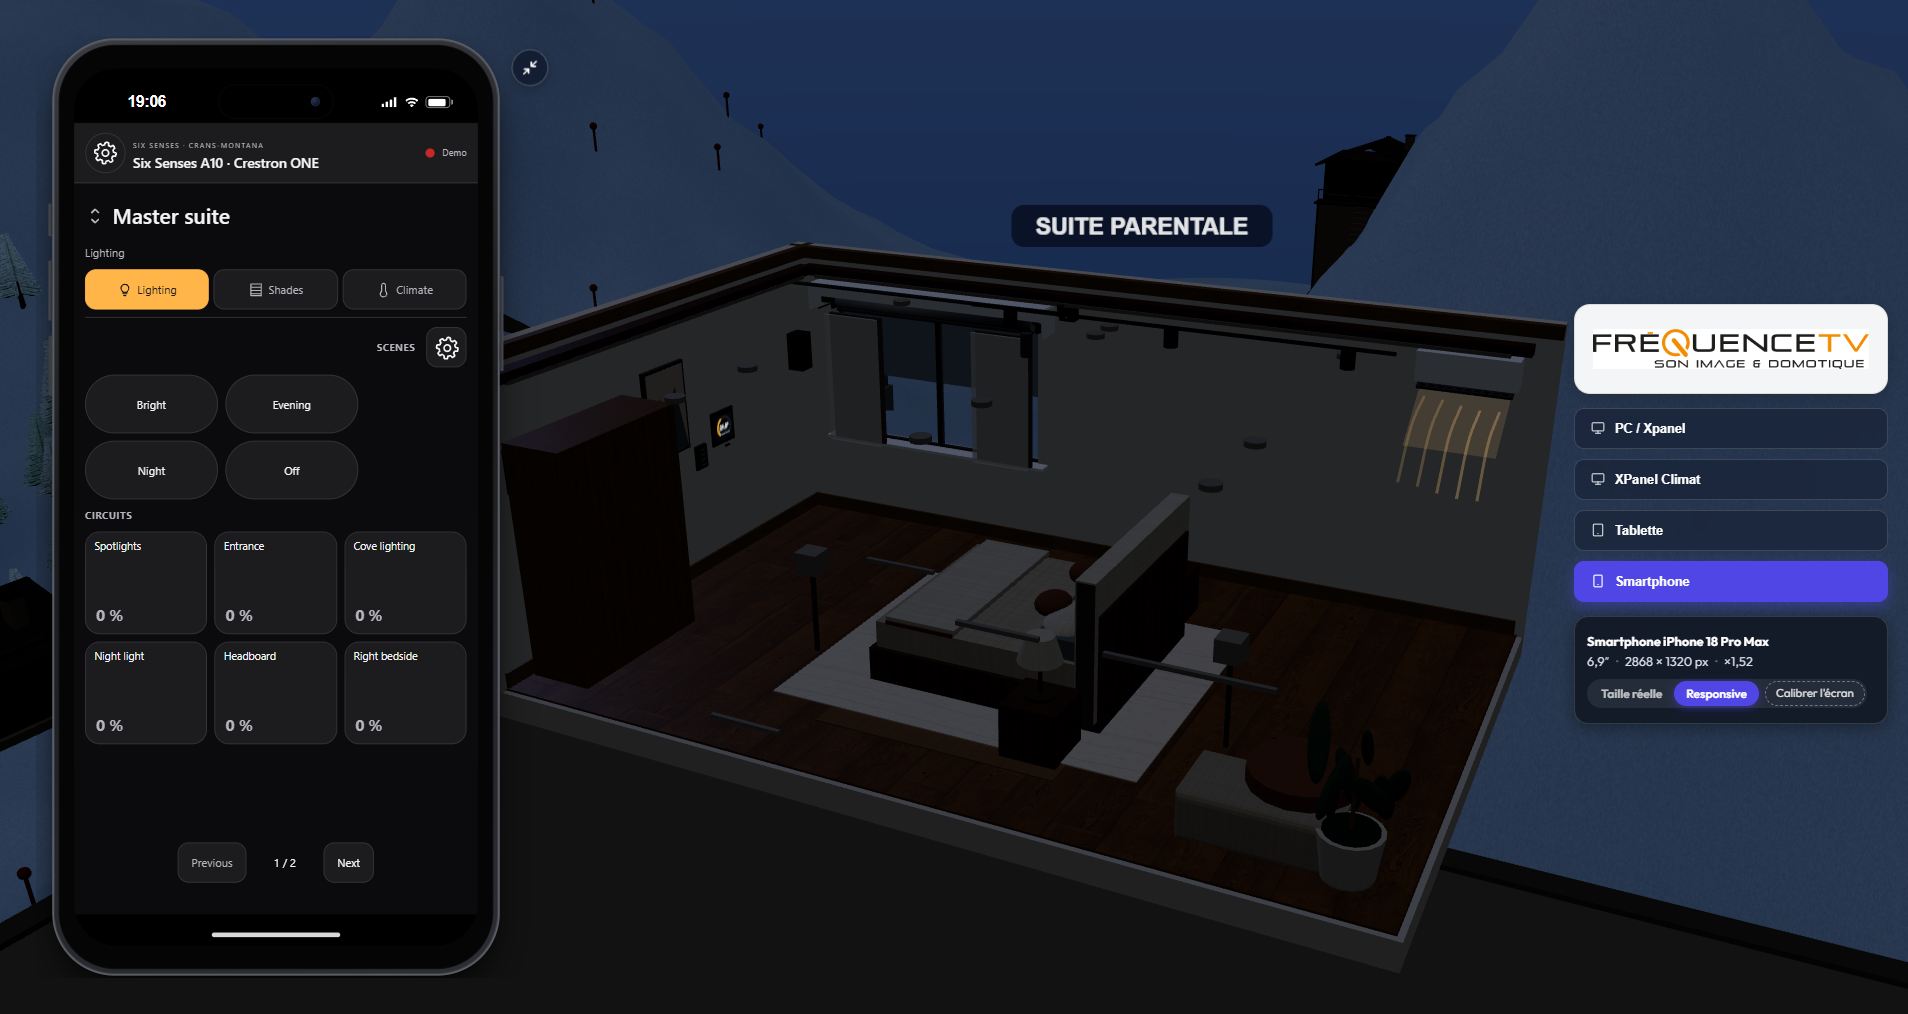 19:06
SIX SENSES · CRANS-MONTANA
Six Senses A10 · Crestron ONE
Demo
Master suite
Lighting
Lighting
Shades
Climate
SCENES
Bright
Evening
Night
Off
CIRCUITS
Spotlights
Entrance
Cove lighting
0 %
0 %
0 %
Night light
Headboard
Right bedside
0 %
0 %
0 %
Previous
1 / 2
Next
SUITE PARENTALE
FRÉQUENCETV
SON IMAGE & DOMOTIQUE
PC / Xpanel
XPanel Climat
Tablette
Smartphone
Smartphone iPhone 18 Pro Max
6,9" · 2868 × 1320 px · ×1,52
Taille réelle
Responsive
Calibrer l'écran